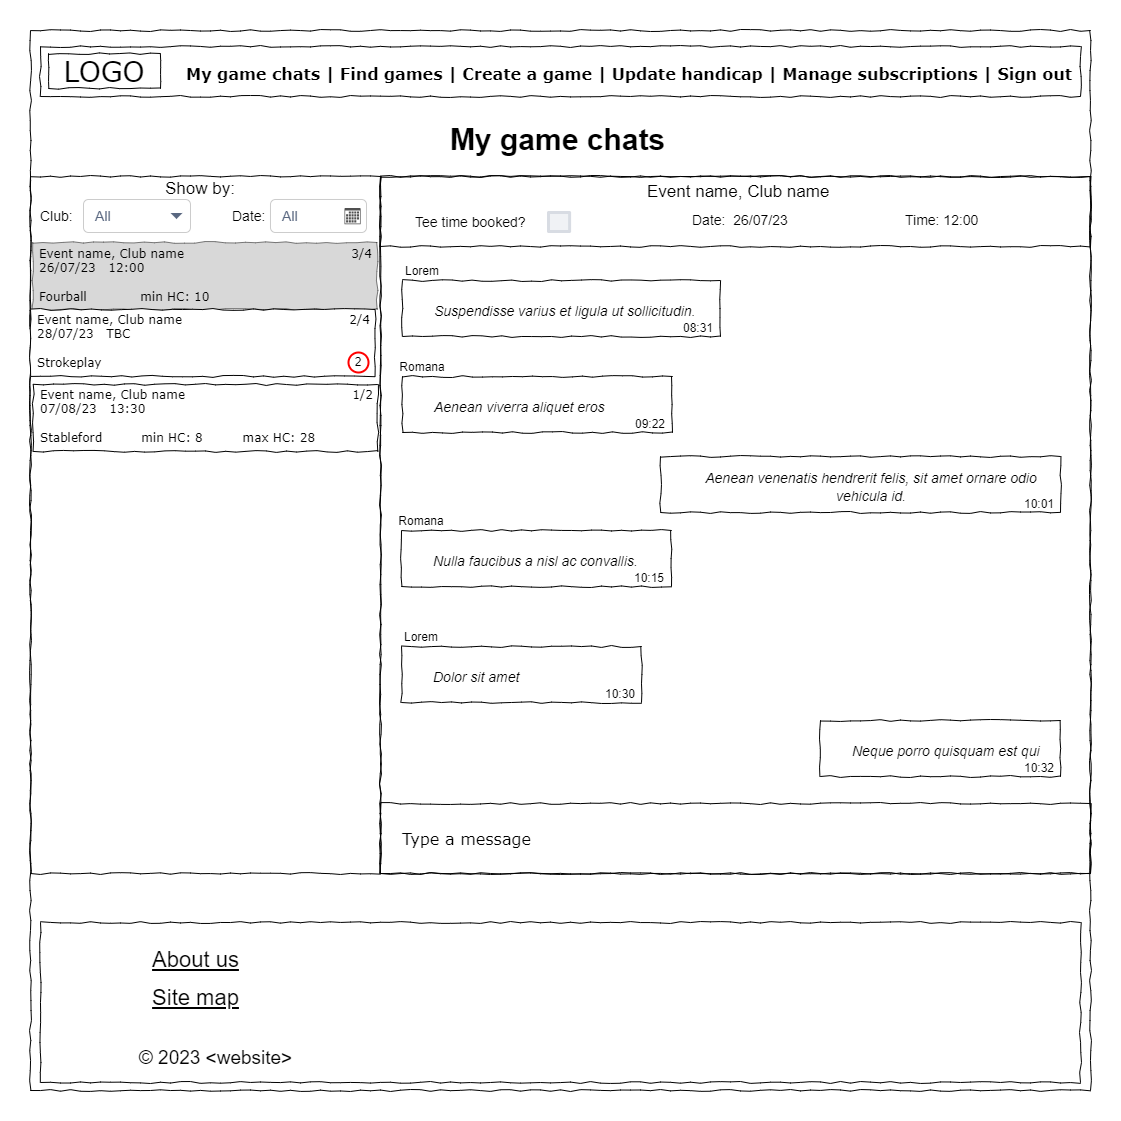 LOGO
My game chats | Find games | Create a game | Update handicap | Manage subscriptions | Sign out
My game chats
Show by:
Club: All Date: All
Event name, Club name 3/4
26/07/23 12:00
Fourball min HC: 10
Event name, Club name 2/4
28/07/23 TBC
Strokeplay 2
Event name, Club name 1/2
07/08/23 13:30
Stableford min HC: 8 max HC: 28
Event name, Club name
Tee time booked? Date: 26/07/23 Time: 12:00
Lorem
Suspendisse varius et ligula ut sollicitudin.
08:31
Romana
Aenean viverra aliquet eros
09:22
Aenean venenatis hendrerit felis, sit amet ornare odio
vehicula id.
10:01
Romana
Nulla faucibus a nisl ac convallis.
10:15
Lorem
Dolor sit amet
10:30
Neque porro quisquam est qui
10:32
Type a message
About us
Site map
© 2023 <website>